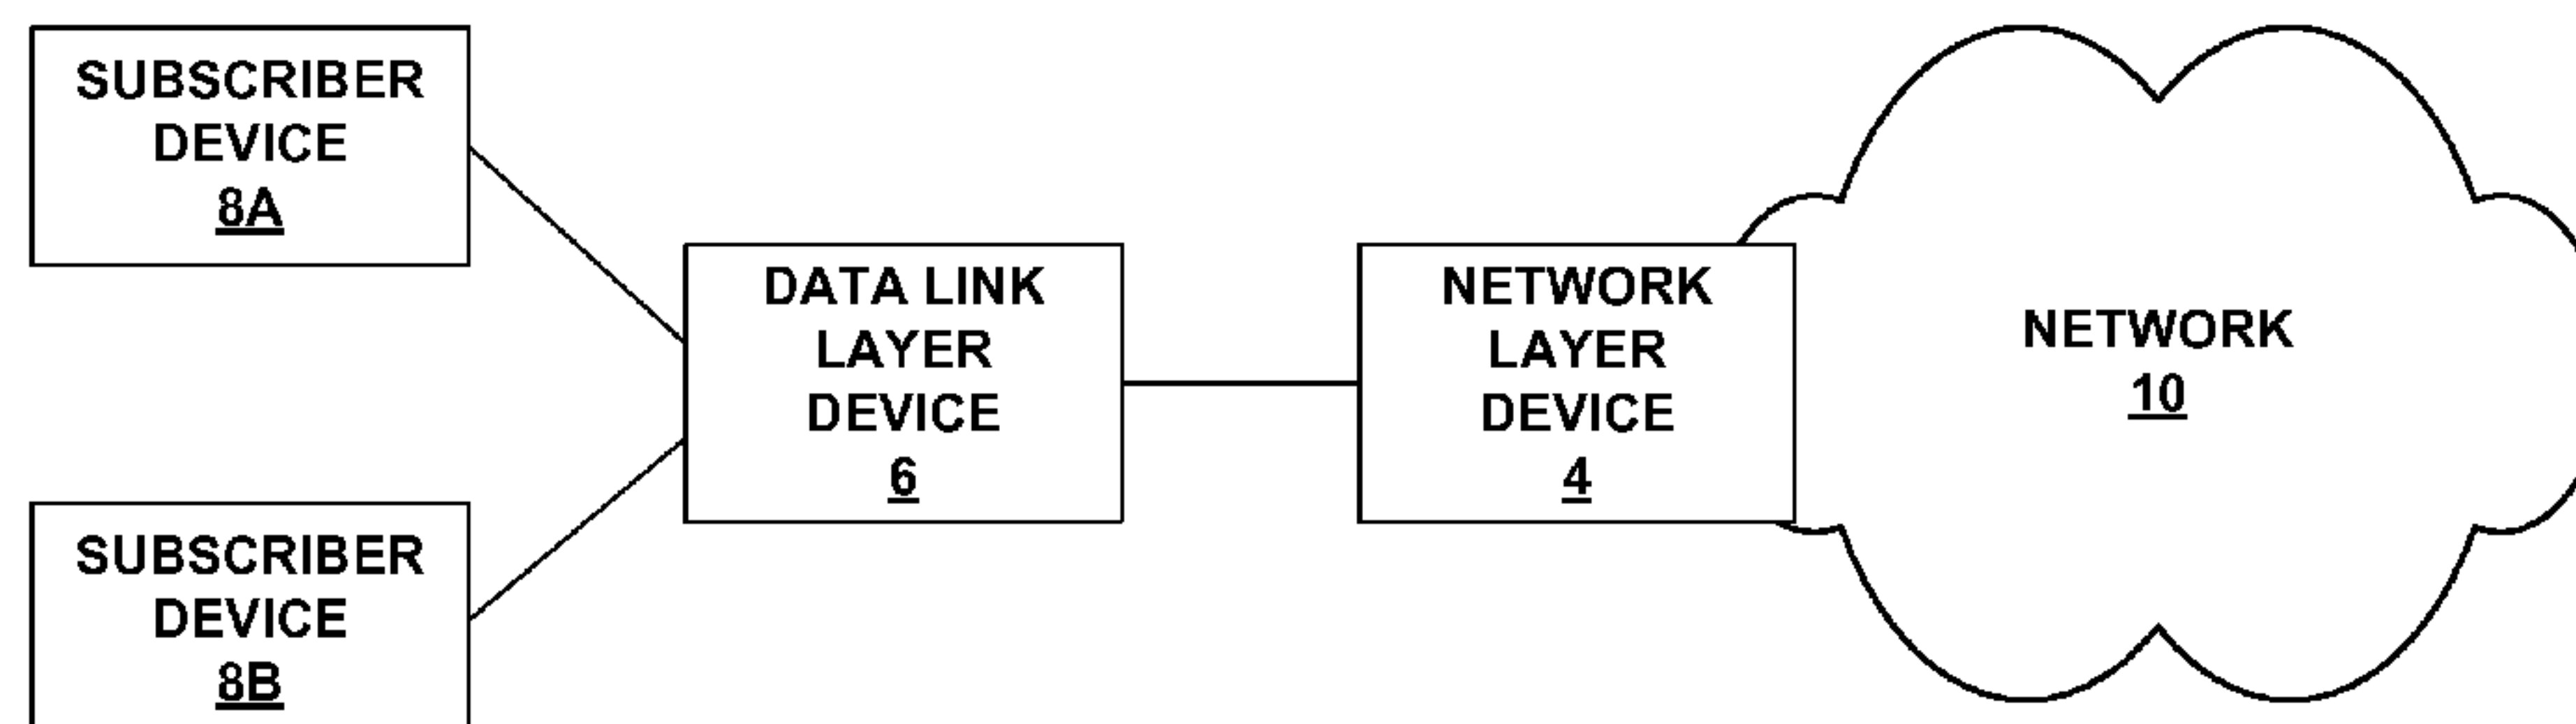 SUBSCRIBER
DEVICE
8A
DATA LINK
LAYER
DEVICE
6
NETWORK
LAYER
DEVICE
4
NETWORK
10
SUBSCRIBER
DEVICE
8B